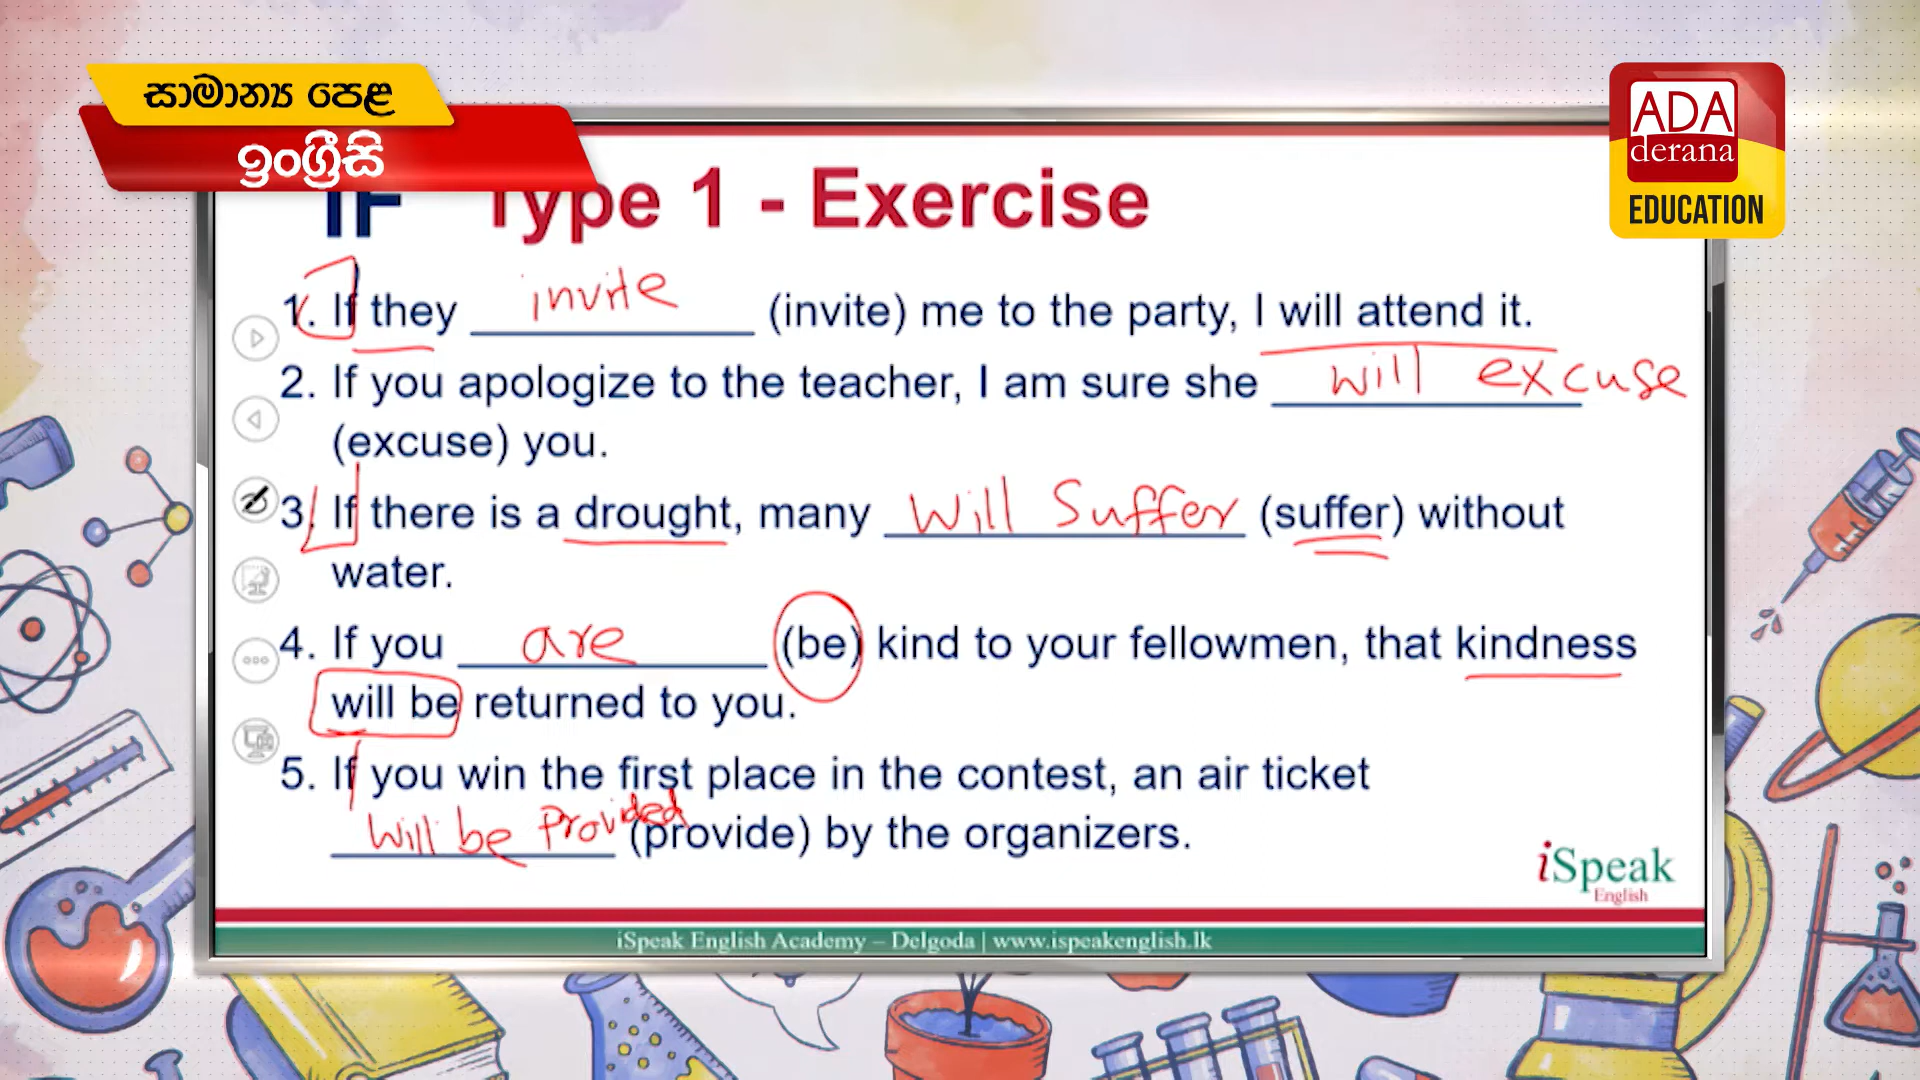 සාමාන්‍ය පෙළ
ඉංග්‍රීසි
ADA
derana
EDUCATION
IF Type 1 - Exercise
1. If they invite (invite) me to the party, I will attend it.
2. If you apologize to the teacher, I am sure she will excuse
(excuse) you.
3. If there is a drought, many will suffer (suffer) without
water.
4. If you are (be) kind to your fellowmen, that kindness
will be returned to you.
5. If you win the first place in the contest, an air ticket
will be provided (provide) by the organizers.
iSpeak
English
iSpeak English Academy – Delgoda | www.ispeakenglish.lk